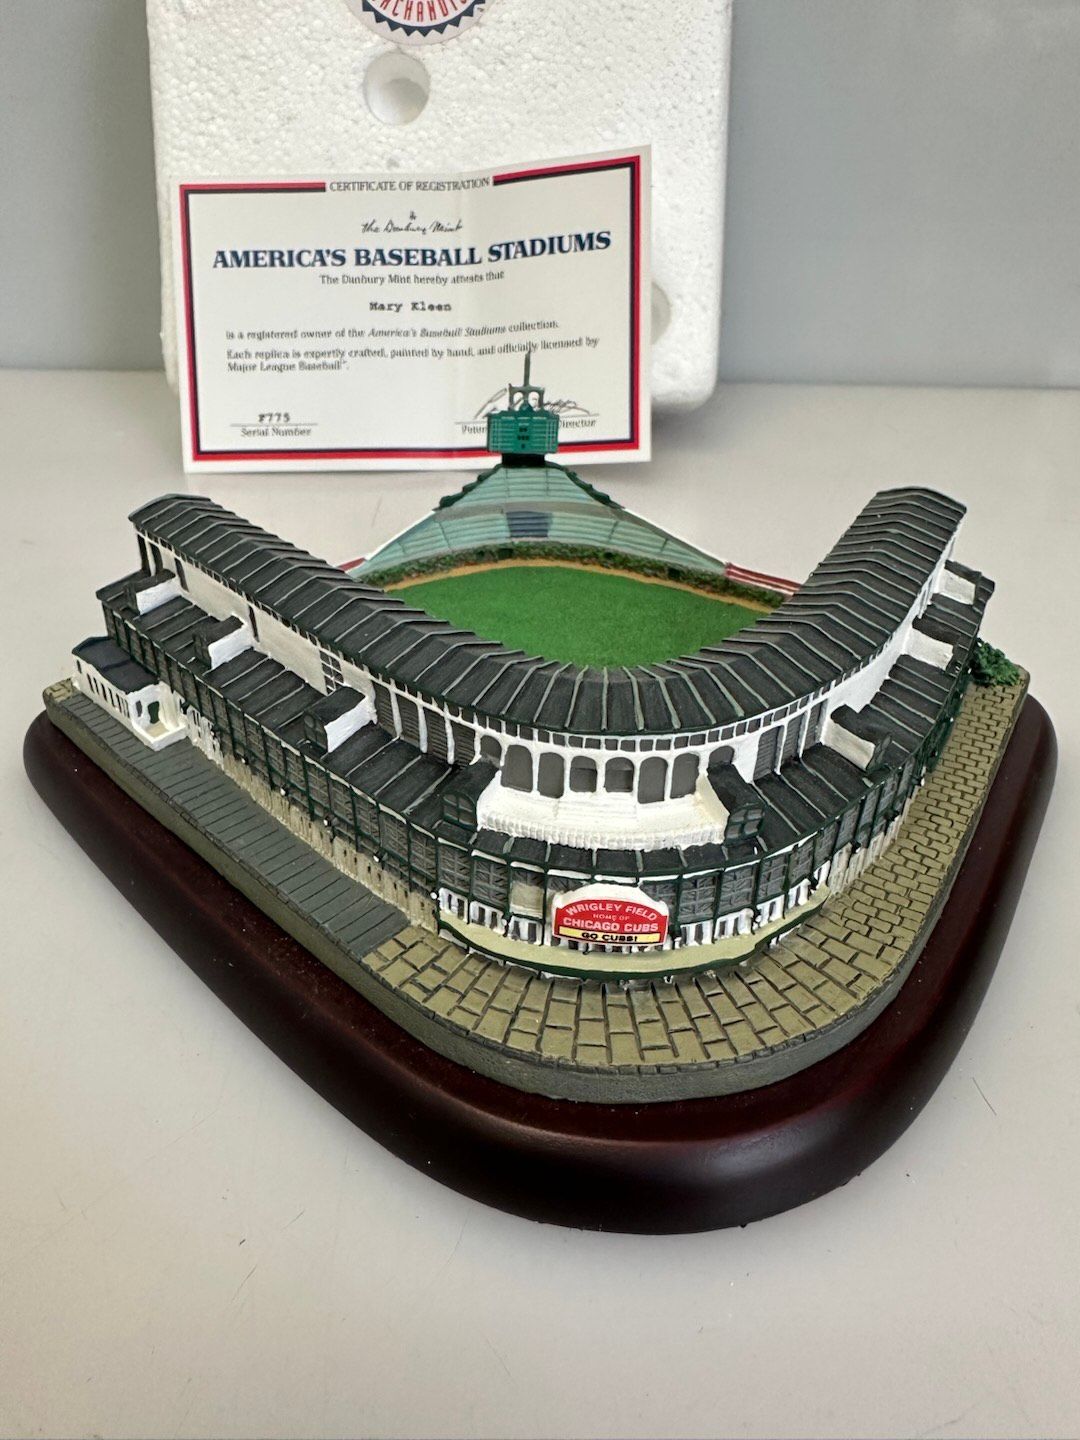 CERTIFICATE OF REGISTRATION
The Danbury Mint
AMERICA'S BASEBALL STADIUMS
The Danbury Mint hereby attests that
Mary Kleen
is a registered owner of the America's Baseball Stadiums collection.
Each replica is expertly crafted, painted by hand, and officially licensed by
Major League Baseball™.
F775
Serial Number
Director
WRIGLEY FIELD
HOME OF
CHICAGO CUBS
GO CUBS!